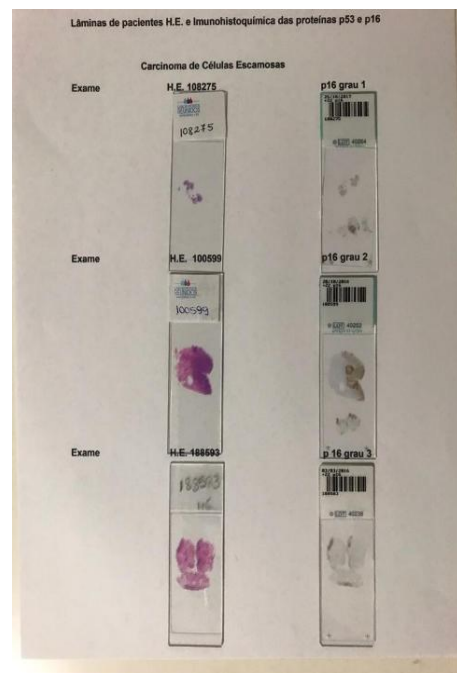 Lâminas de pacientes H.E. e Imunohistoquímica das proteínas p53 e p16
Carcinoma de Células Escamosas
Exame H.E. 108275 p16 grau 1
108275
Exame H.E. 100599 p16 grau 2
100599
Exame H.E. 188593 p 16 grau 3
188593